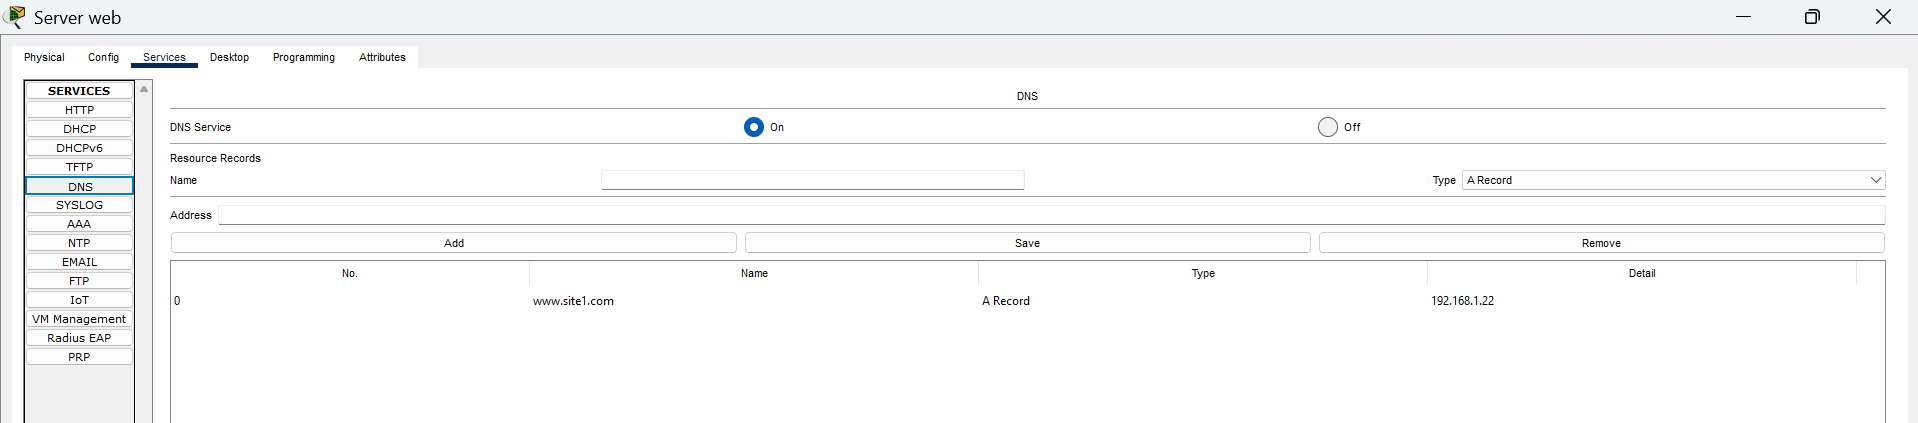 Server web
Physical Config Services Desktop Programming Attributes
SERVICES
HTTP
DHCP
DHCPv6
TFTP
DNS
SYSLOG
AAA
NTP
EMAIL
FTP
IoT
VM Management
Radius EAP
PRP
DNS
DNS Service On Off
Resource Records
Name Type A Record
Address
Add Save Remove
No. Name Type Detail
0 www.site1.com A Record 192.168.1.22